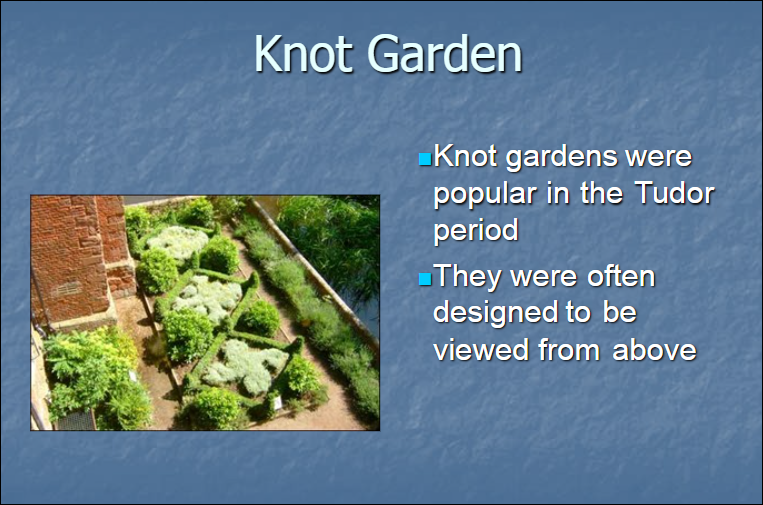 Knot Garden
Knot gardens were
popular in the Tudor
period
They were often
designed to be
viewed from above